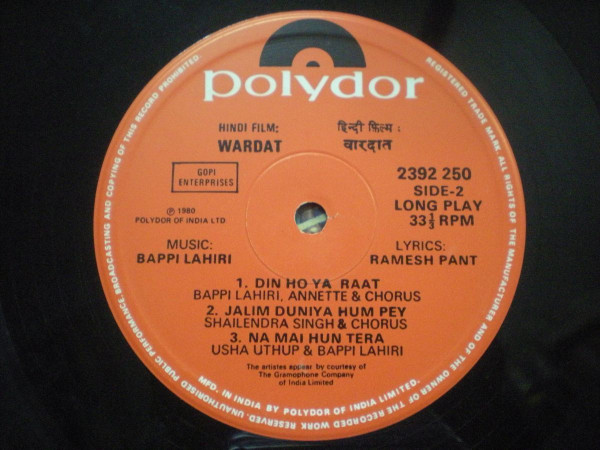 polydor
HINDI FILM:
WARDAT
हिन्दी फ़िल्म :
वारदात
GOPI
ENTERPRISES
℗ 1980
POLYDOR OF INDIA LTD
2392 250
SIDE-2
LONG PLAY
33⅓ RPM
MUSIC:
BAPPI LAHIRI
LYRICS:
RAMESH PANT
1. DIN HO YA RAAT
BAPPI LAHIRI, ANNETTE & CHORUS
2. JALIM DUNIYA HUM PEY
SHAILENDRA SINGH & CHORUS
3. NA MAI HUN TERA
USHA UTHUP & BAPPI LAHIRI
The artistes appear by courtesy of
The Gramophone Company
of India Limited
MFD. IN INDIA BY POLYDOR OF INDIA LIMITED.
REGISTERED TRADE MARK. ALL RIGHTS OF THE MANUFACTURER AND OF THE OWNER OF THE RECORDED WORK RESERVED. UNAUTHORISED PUBLIC PERFORMANCE, BROADCASTING AND COPYING OF THIS RECORD PROHIBITED.